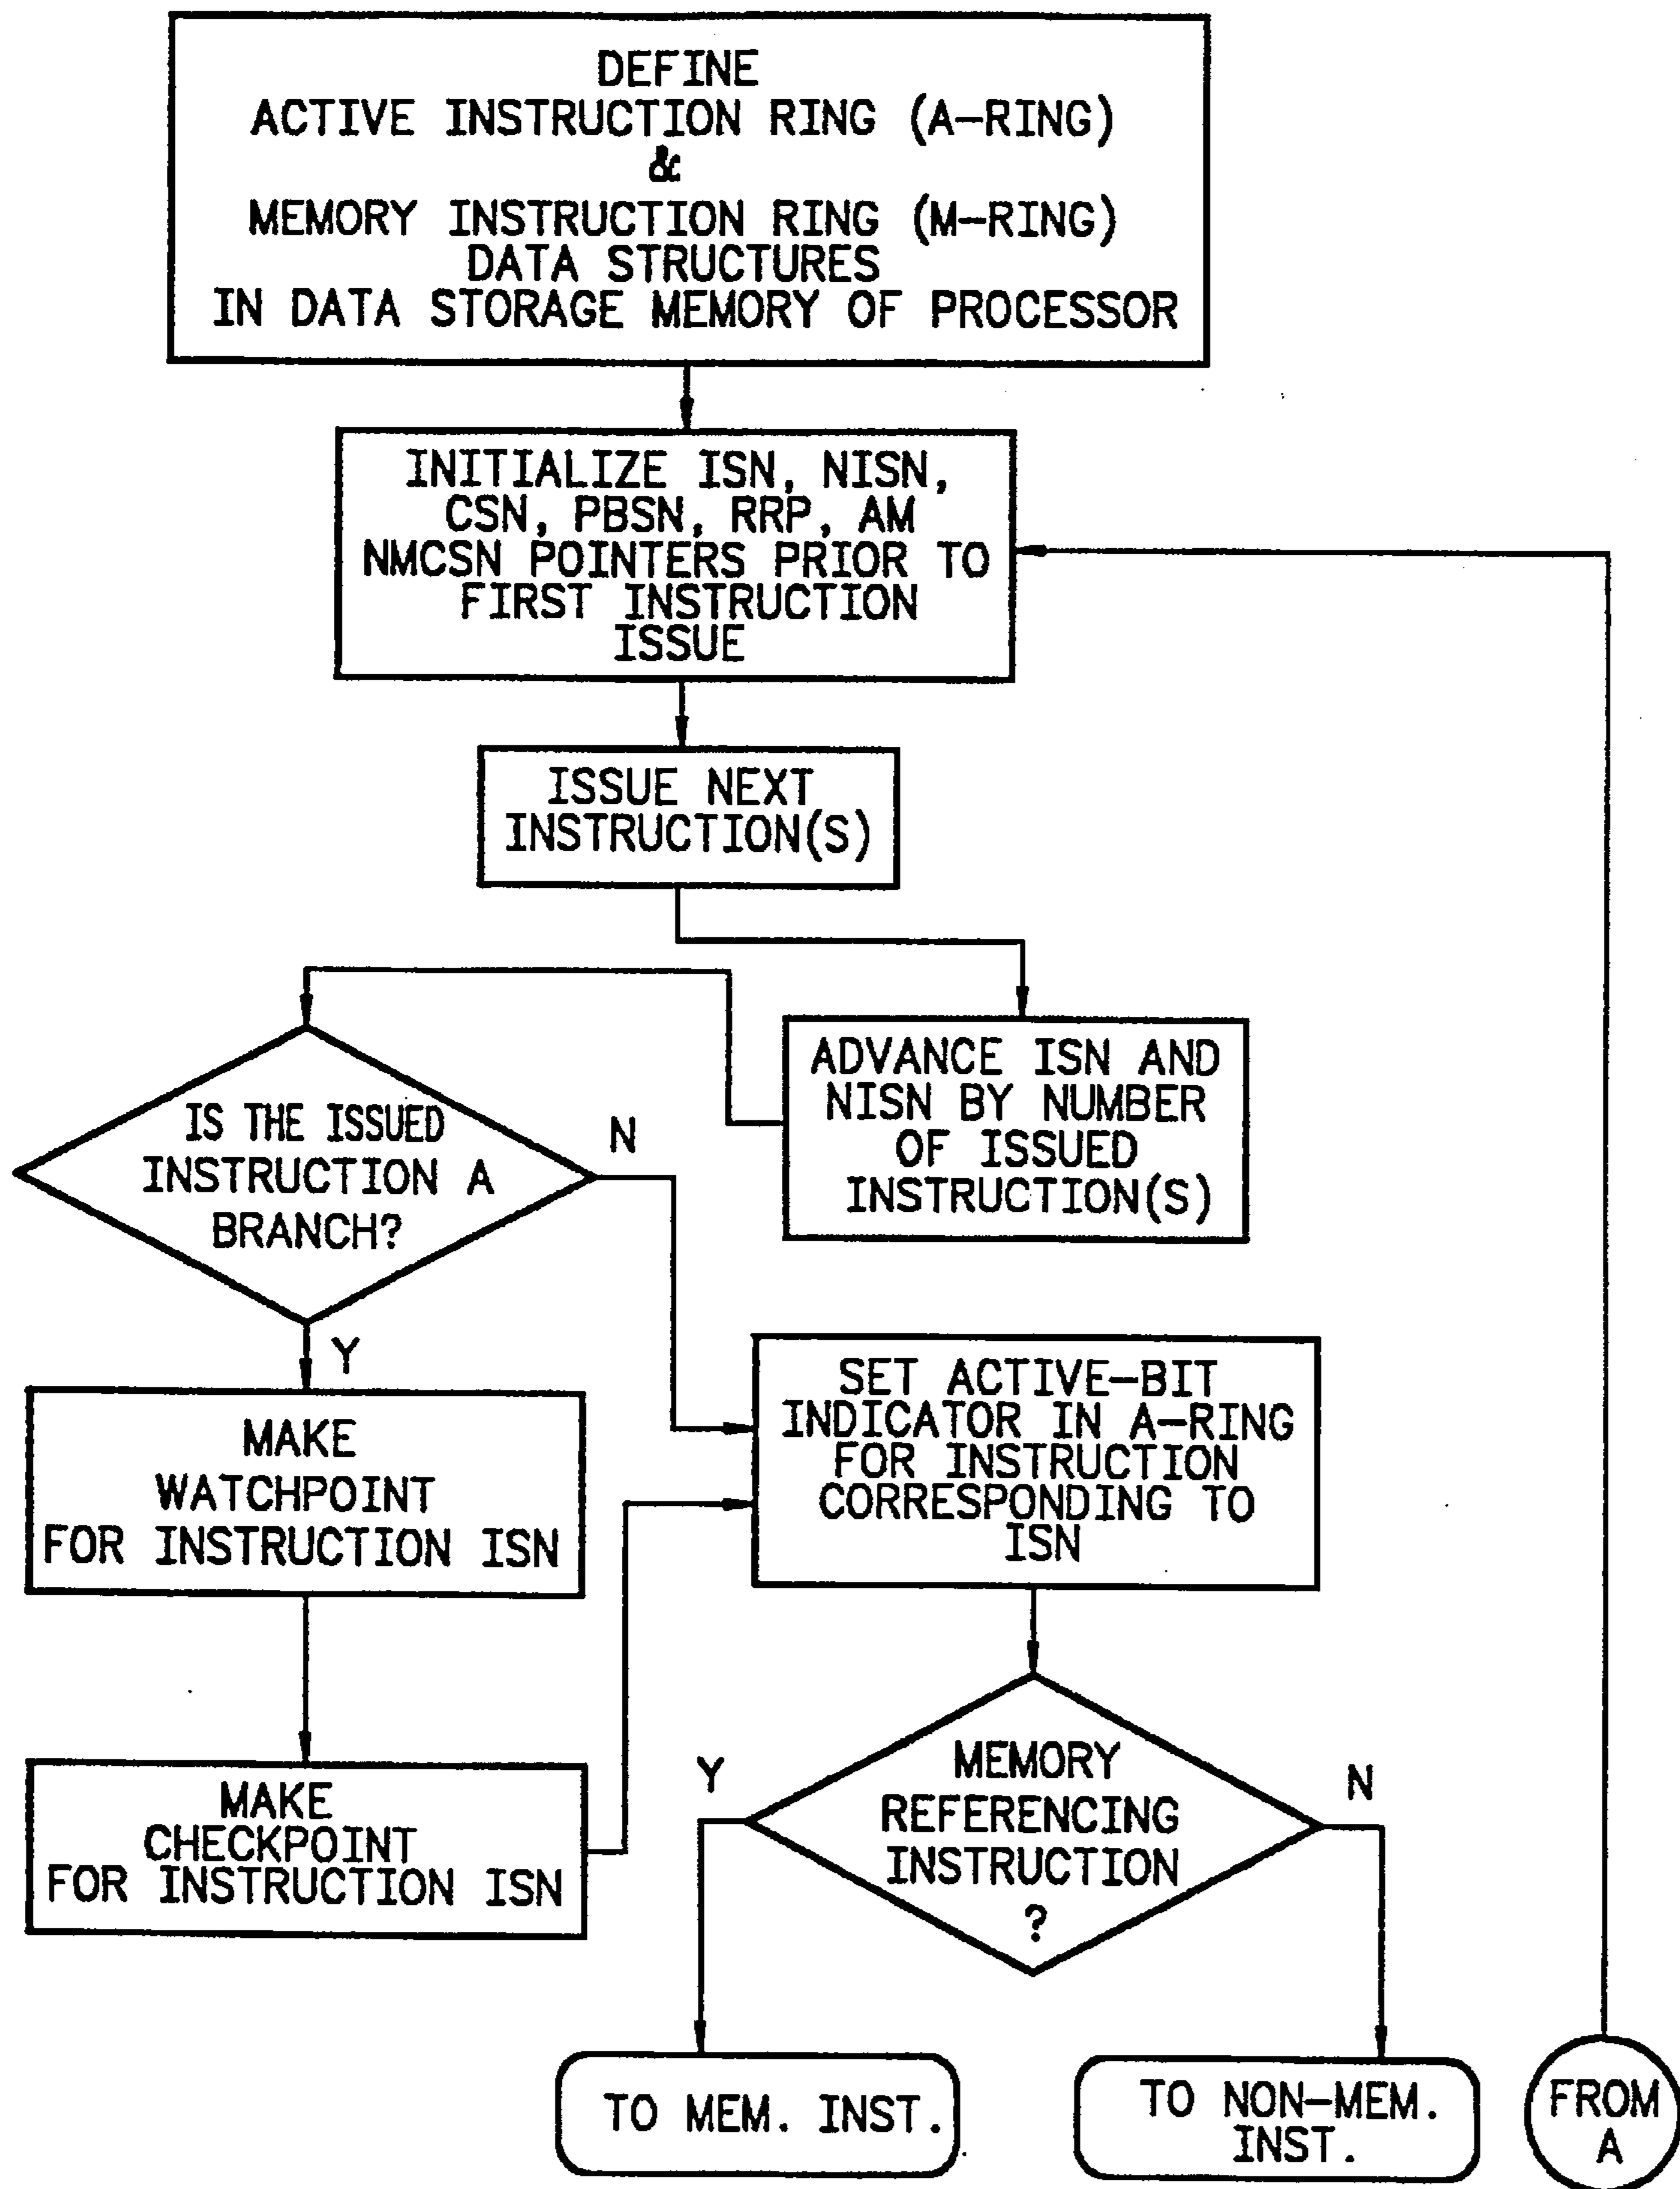 DEFINE
ACTIVE INSTRUCTION RING (A-RING)
&
MEMORY INSTRUCTION RING (M-RING)
DATA STRUCTURES
IN DATA STORAGE MEMORY OF PROCESSOR
INITIALIZE ISN, NISN,
CSN, PBSN, RRP, AM
NMCSN POINTERS PRIOR TO
FIRST INSTRUCTION
ISSUE
ISSUE NEXT
INSTRUCTION(S)
ADVANCE ISN AND
NISN BY NUMBER
OF ISSUED
INSTRUCTION(S)
IS THE ISSUED
INSTRUCTION A
BRANCH?
N
Y
MAKE
WATCHPOINT
FOR INSTRUCTION ISN
MAKE
CHECKPOINT
FOR INSTRUCTION ISN
SET ACTIVE-BIT
INDICATOR IN A-RING
FOR INSTRUCTION
CORRESPONDING TO
ISN
MEMORY
REFERENCING
INSTRUCTION
?
Y
N
TO MEM. INST.
TO NON-MEM.
INST.
FROM
A